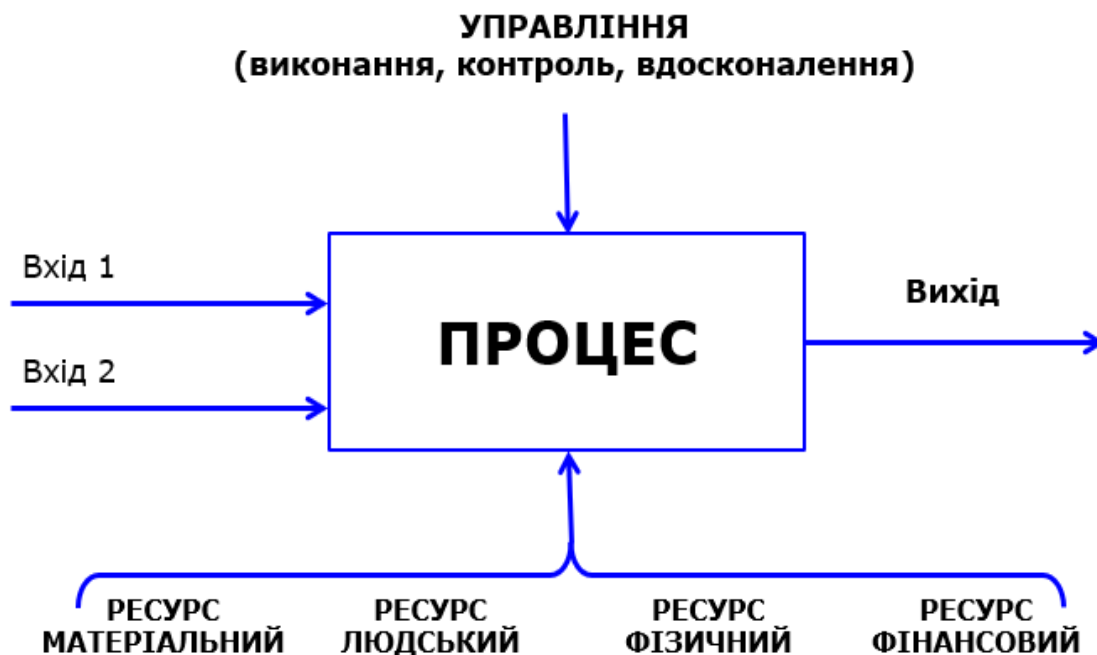 УПРАВЛІННЯ
(виконання, контроль, вдосконалення)
Вхід 1
Вихід
ПРОЦЕС
Вхід 2
РЕСУРС МАТЕРІАЛЬНИЙ
РЕСУРС ЛЮДСЬКИЙ
РЕСУРС ФІЗИЧНИЙ
РЕСУРС ФІНАНСОВИЙ